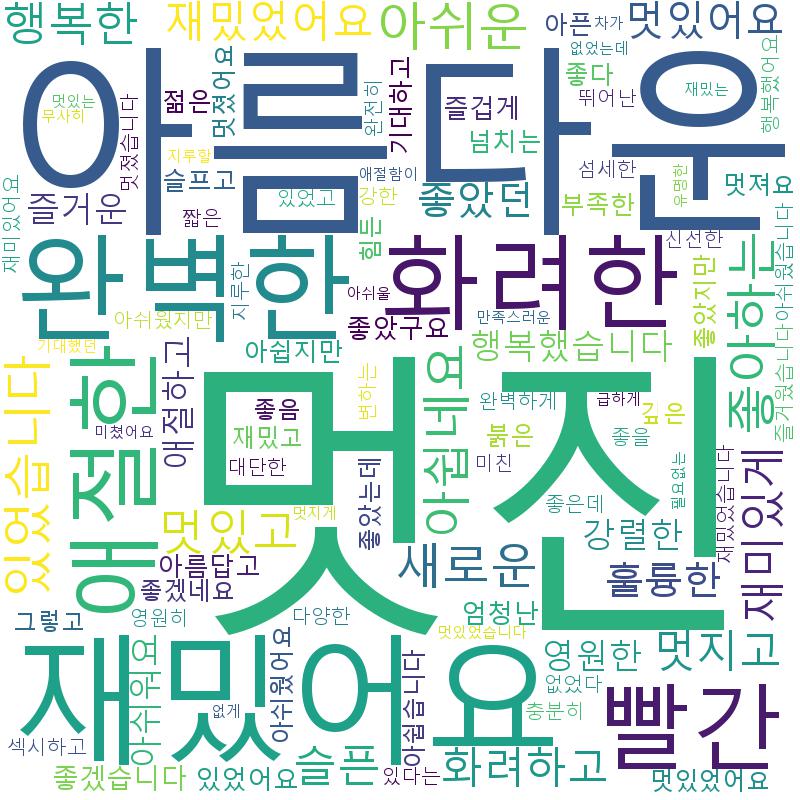 행복한
재밌었어요
아쉬운
아픈
차가
멋있어요
없었는데
아름다운
멋있는
무사히
멋졌습니다
젊은
멋졌어요
완전히
기대하고
즐겁게
넘치는
좋다
뛰어난
재밌는
행복했어요
지루할
슬프고
있었고
애절함이
강한
좋았던
섬세한
부족한
유명한
멋져요
재미있어요
즐거운
짧은
힘든
신선한
완벽한
지루한
화려한
아쉬울
좋았지만
좋아하는
아쉬웠습니다
즐거웠습니다
아쉬웠지만
기대했던
좋았구요
만족스러운
아쉽지만
행복했습니다
있었습니다
애절한
애절하고
미쳤어요
멋진
좋음
재밌고
대단한
변하는
아쉽네요
완벽하게
급하게
붉은
깊은
좋을
미친
필요없는
재밌었습니다
재미있게
멋있고
멋지게
좋았는데
좋은데
강렬한
아름답고
좋겠네요
새로운
훌륭한
그렇고
영원히
다양한
엄청난
멋있었습니다
재밌어요
아쉬워요
아쉬웠어요
없게
아쉽습니다
영원한
멋지고
없었다
충분히
빨간
섹시하고
좋겠습니다
있었어요
슬픈
있다는
화려하고
멋있었어요